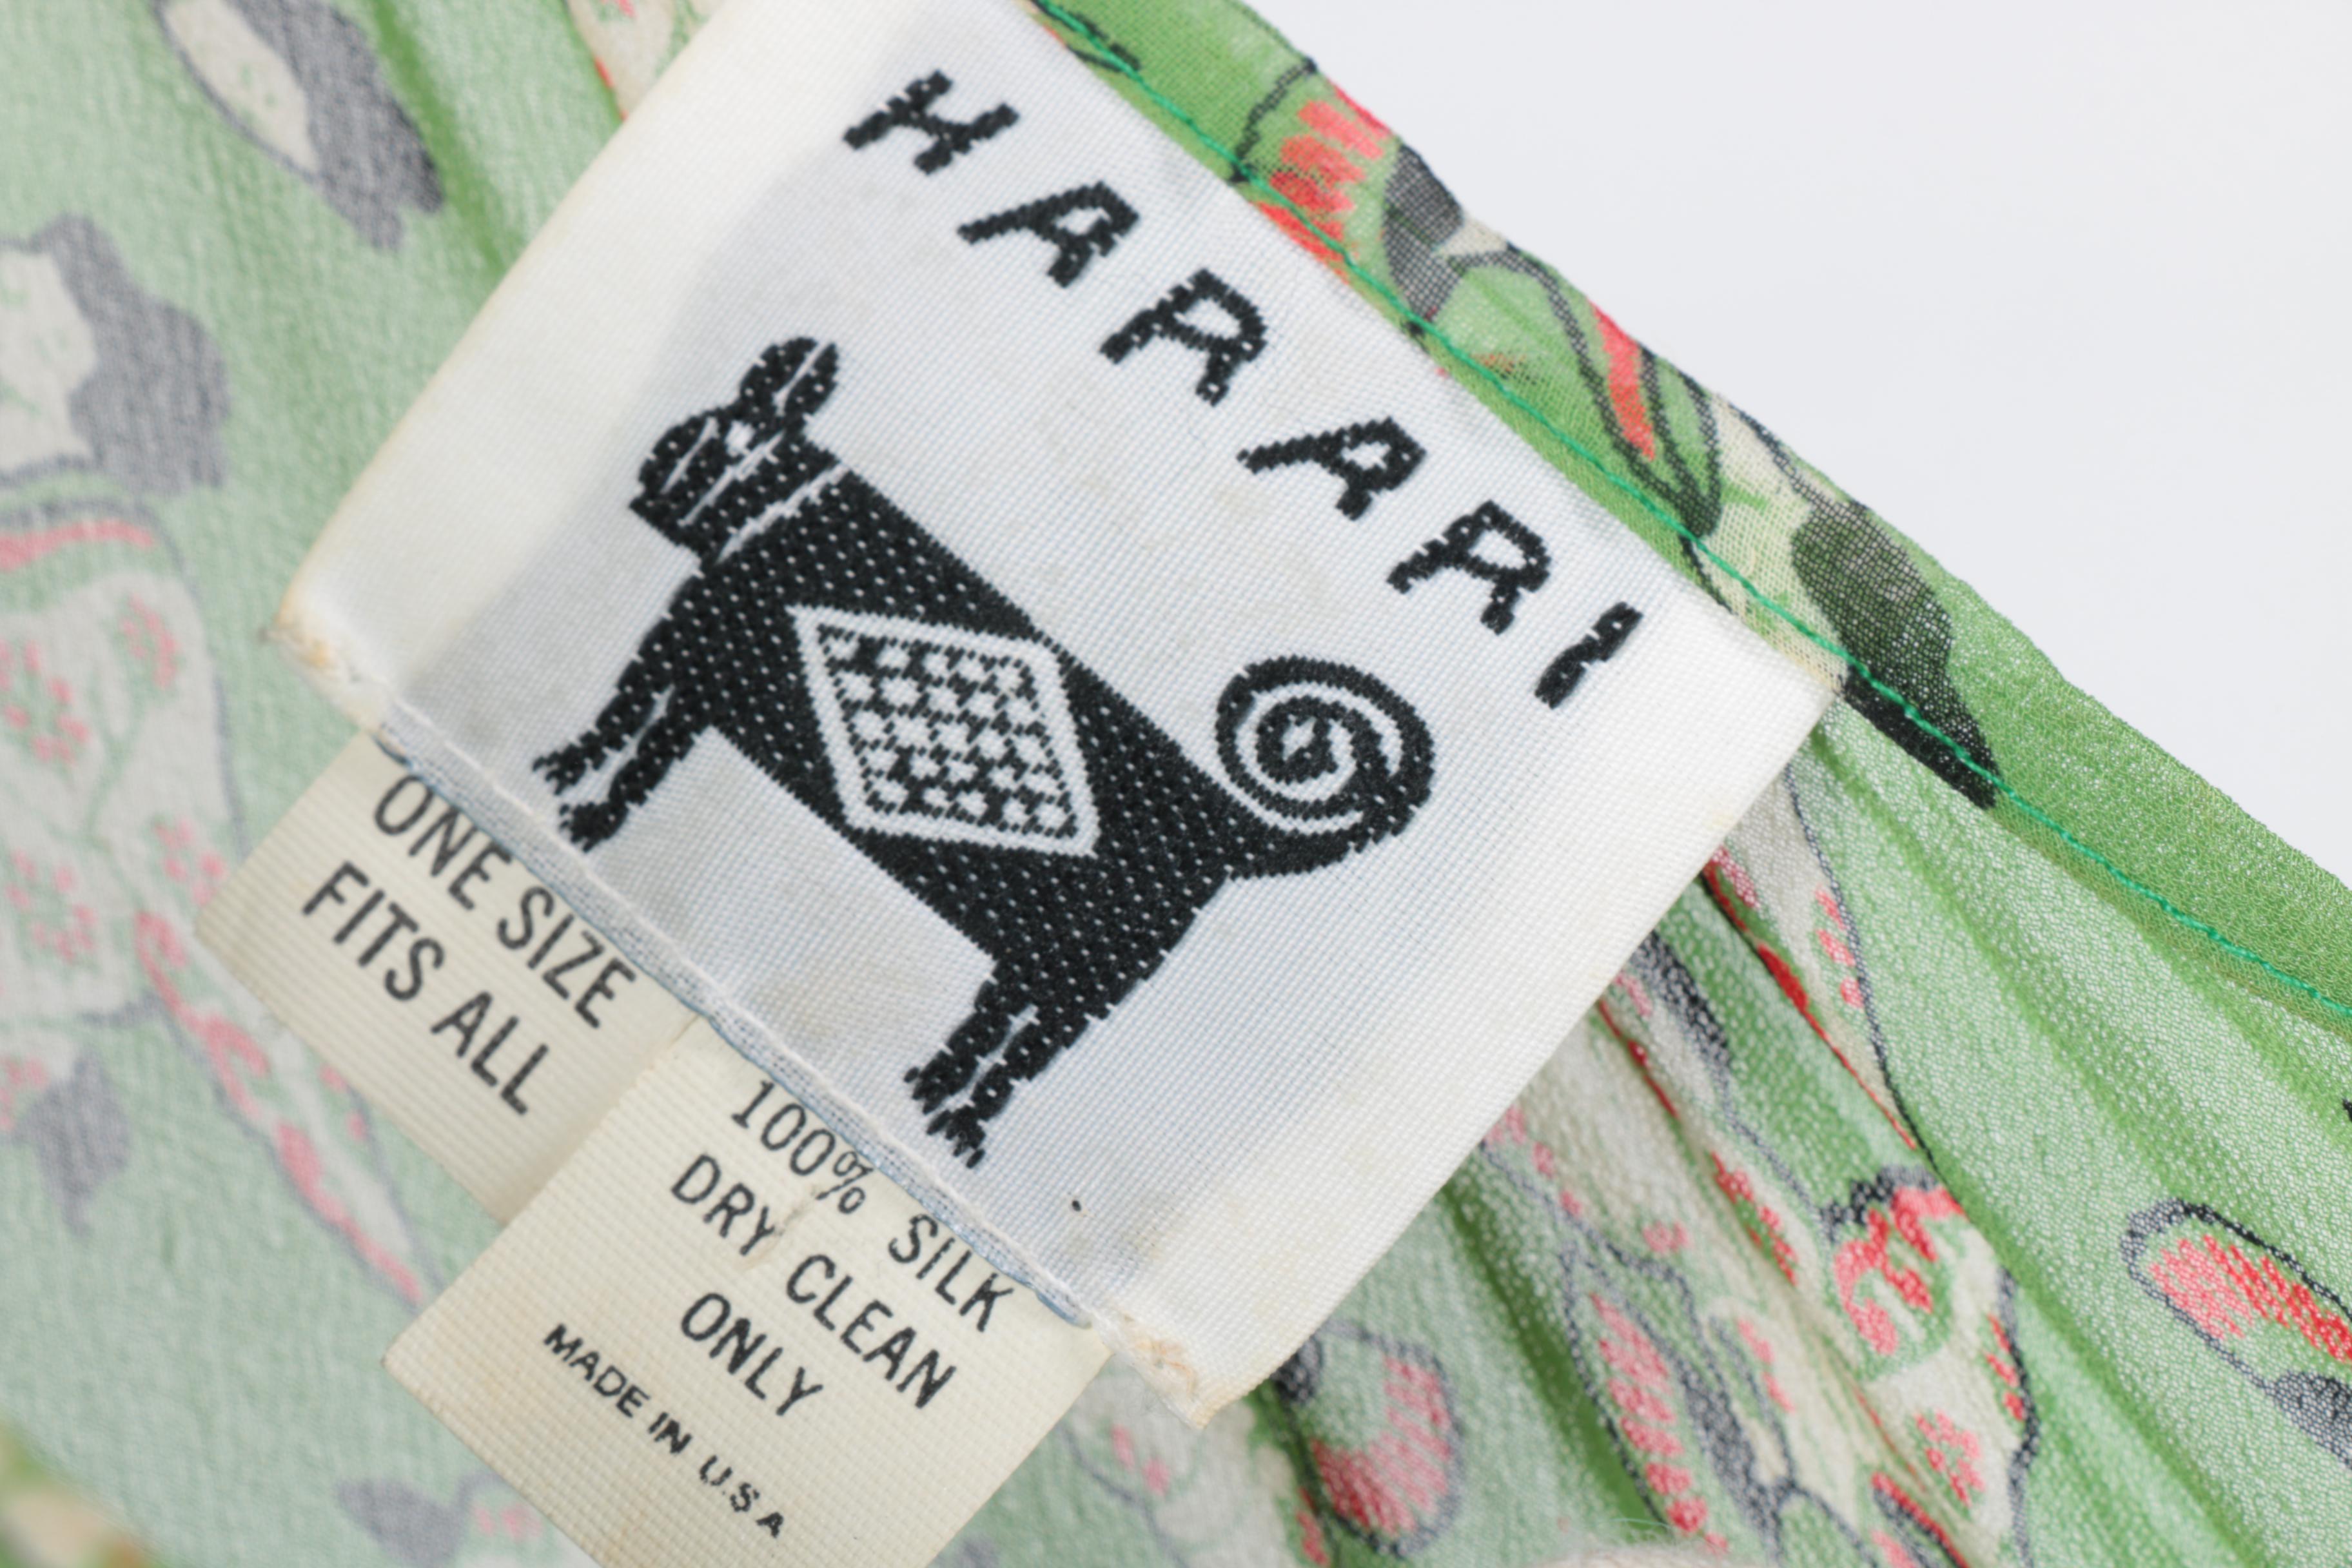 HARARI
ONE SIZE
FITS ALL
100% SILK
DRY CLEAN
ONLY
MADE IN U.S.A